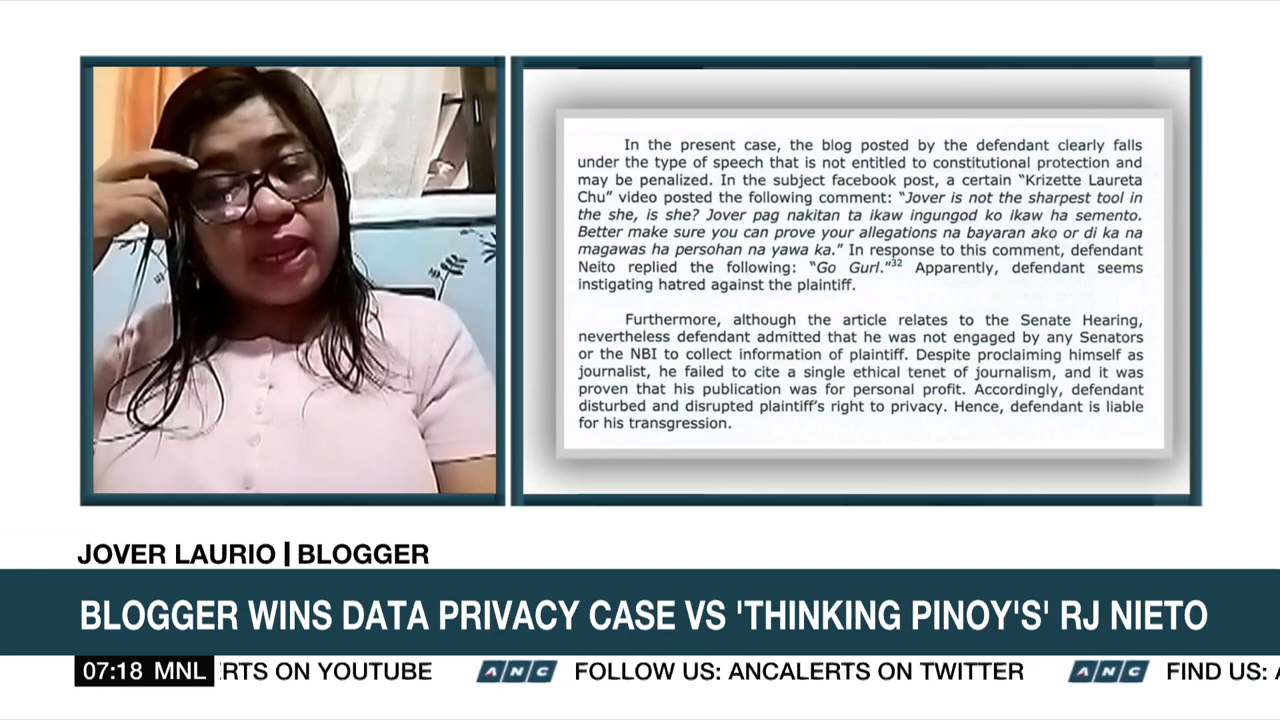 In the present case, the blog posted by the defendant clearly falls
under the type of speech that is not entitled to constitutional protection and
may be penalized. In the subject facebook post, a certain “Krizette Laureta
Chu” video posted the following comment: “Jover is not the sharpest tool in
the she, is she? Jover pag nakitan ta ikaw ingungod ko ikaw ha semento.
Better make sure you can prove your allegations na bayaran ako or di ka na
magawas ha persohan na yawa ka.” In response to this comment, defendant
Neito replied the following: “Go Gurl.”32 Apparently, defendant seems
instigating hatred against the plaintiff.
Furthermore, although the article relates to the Senate Hearing,
nevertheless defendant admitted that he was not engaged by any Senators
or the NBI to collect information of plaintiff. Despite proclaiming himself as
journalist, he failed to cite a single ethical tenet of journalism, and it was
proven that his publication was for personal profit. Accordingly, defendant
disturbed and disrupted plaintiff’s right to privacy. Hence, defendant is liable
for his transgression.
JOVER LAURIO | BLOGGER
BLOGGER WINS DATA PRIVACY CASE VS 'THINKING PINOY'S' RJ NIETO
07:18 MNL ERTS ON YOUTUBE ANC FOLLOW US: ANCALERTS ON TWITTER ANC FIND US: A